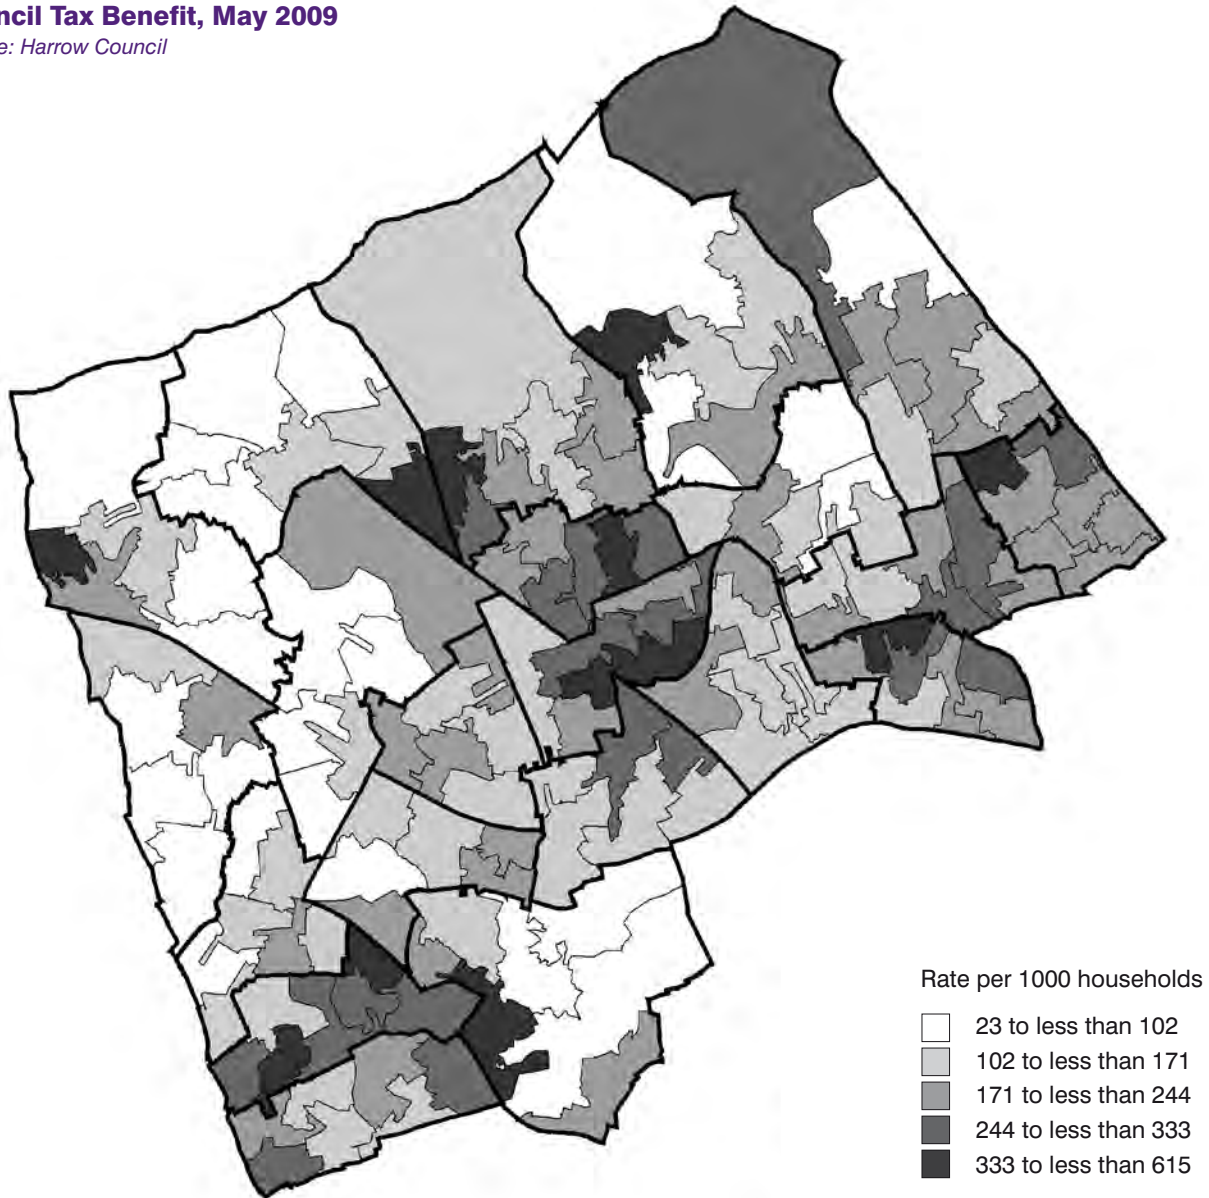 ncil Tax Benefit, May 2009
e: Harrow Council
Rate per 1000 households
23 to less than 102
102 to less than 171
171 to less than 244
244 to less than 333
333 to less than 615